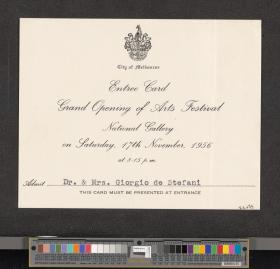 City of Melbourne
Entree Card
Grand Opening of Arts Festival
National Gallery
on Saturday, 17th November, 1956
at 8·15 p.m.
Admit Dr. & Mrs. Giorgio de Stefani
THIS CARD MUST BE PRESENTED AT ENTRANCE